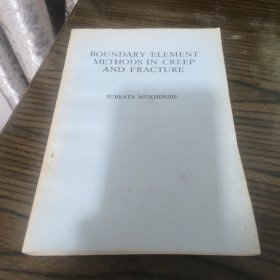 BOUNDARY ELEMENT
METHODS IN CREEP
AND FRACTURE
SUBRATA MUKHERJEE